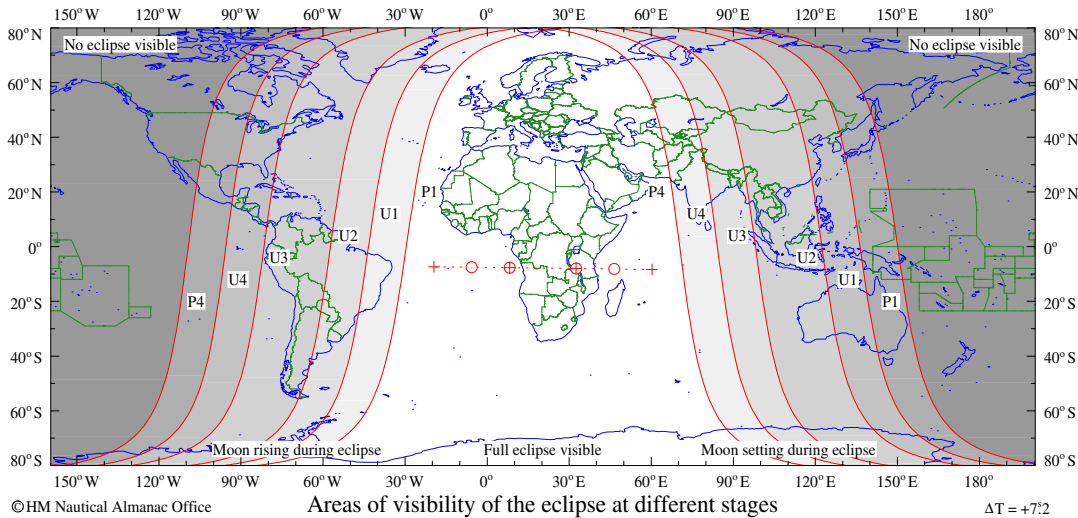 150°W 120°W 90°W 60°W 30°W 0° 30°E 60°E 90°E 120°E 150°E 180°
80°N 80°N
No eclipse visible No eclipse visible
60°N 60°N
40°N 40°N
20°N P1 P4 20°N
U1 U4
U2 U3
0° 0°
U3 U2
U4 U1
P4 P1
20°S 20°S
40°S 40°S
60°S 60°S
Moon rising during eclipse Full eclipse visible Moon setting during eclipse
80°S 80°S
150°W 120°W 90°W 60°W 30°W 0° 30°E 60°E 90°E 120°E 150°E 180°
©HM Nautical Almanac Office Areas of visibility of the eclipse at different stages ΔT = +7ˢ.2